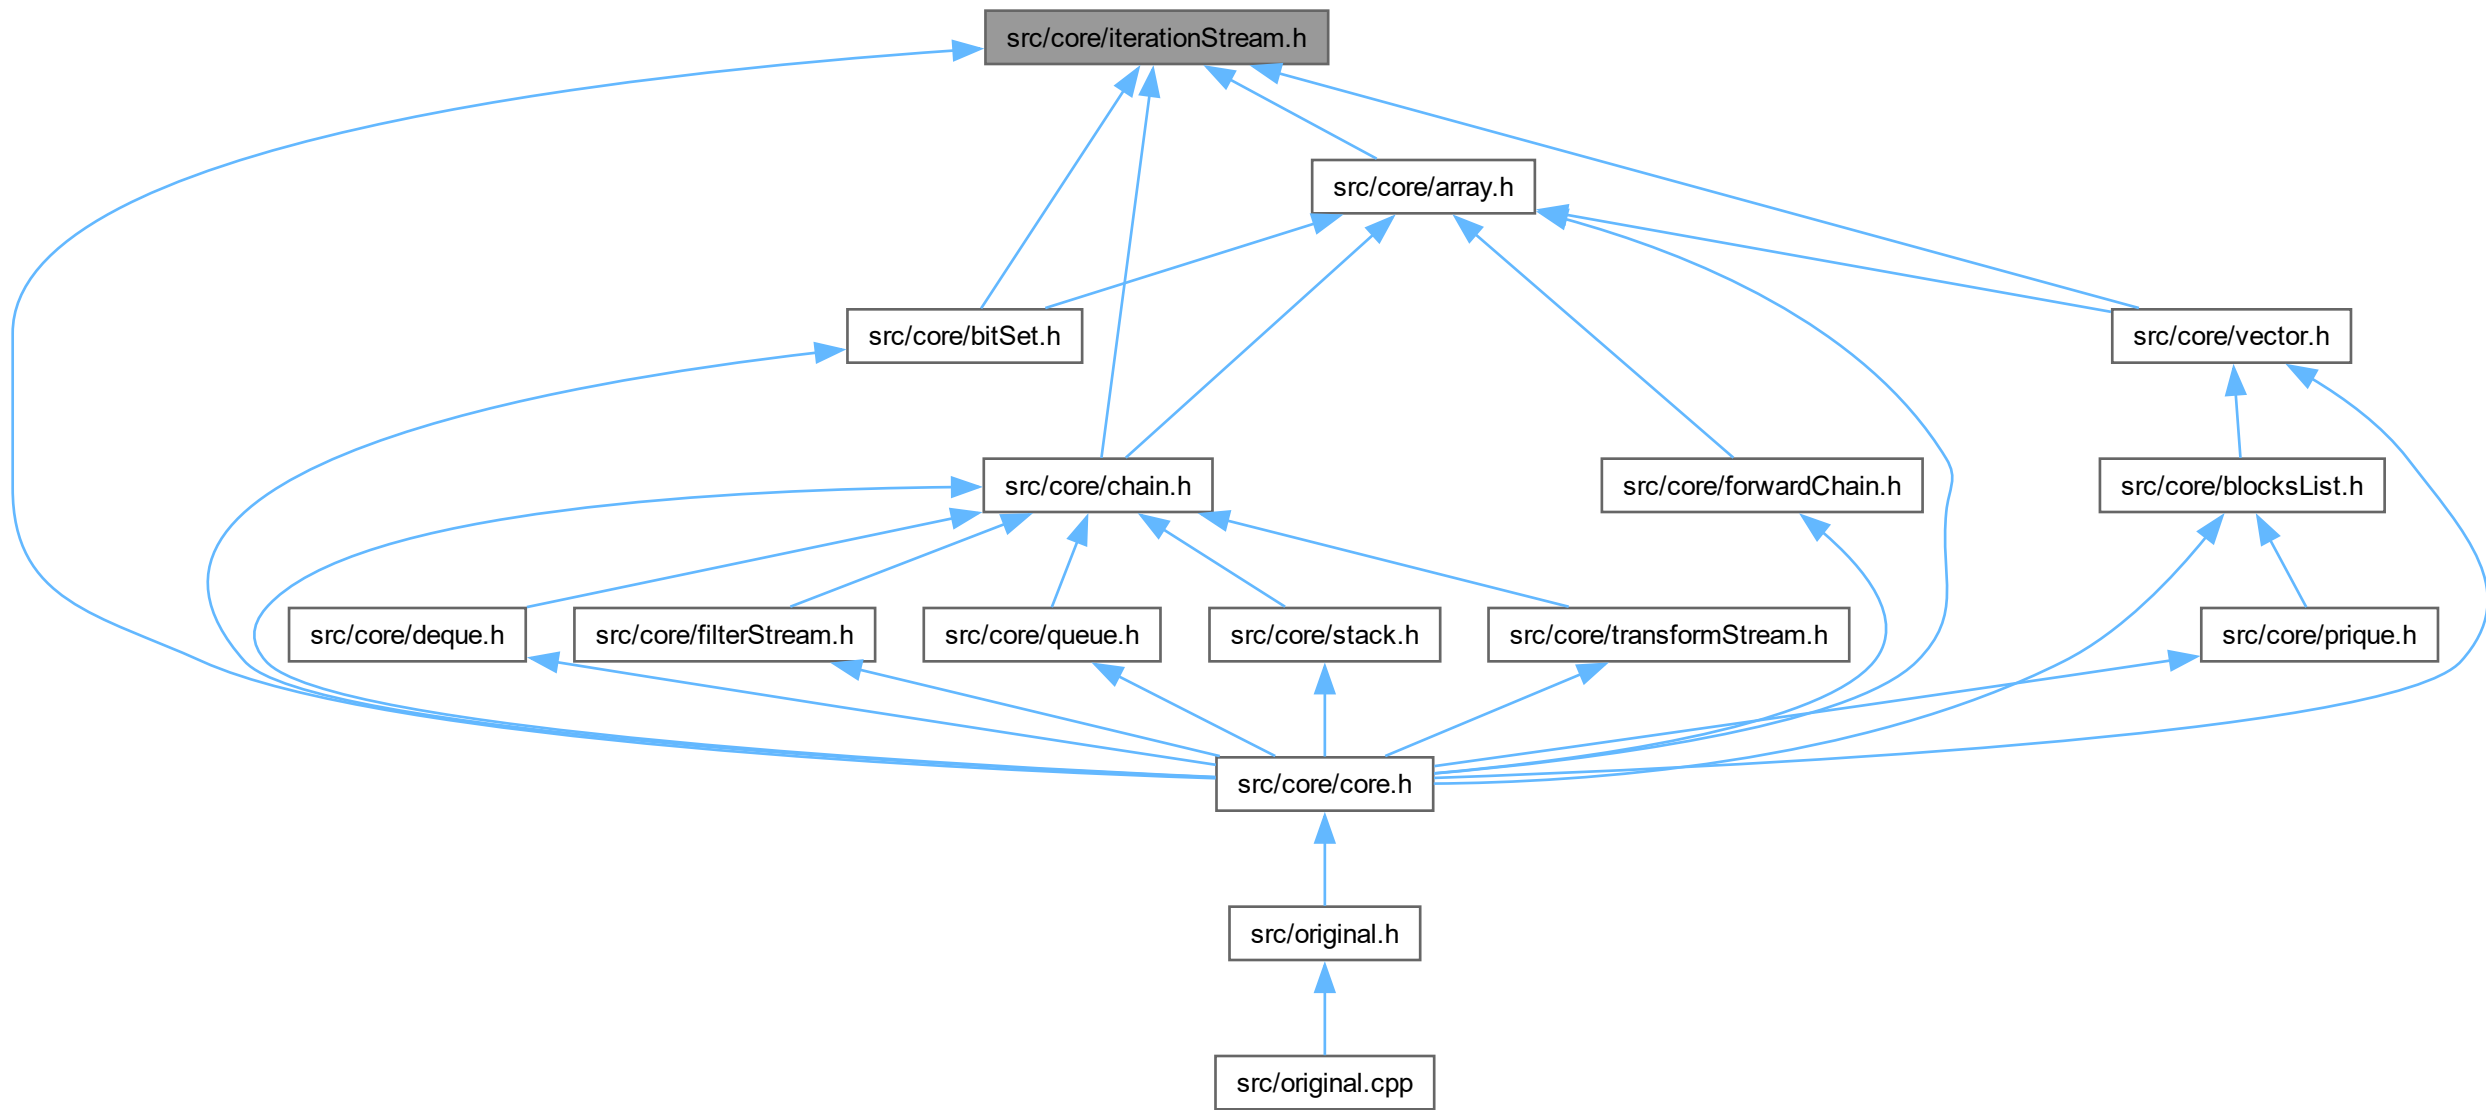 src/core/iterationStream.h
src/core/array.h
src/core/bitSet.h
src/core/vector.h
src/core/chain.h
src/core/forwardChain.h
src/core/blocksList.h
src/core/deque.h
src/core/filterStream.h
src/core/queue.h
src/core/stack.h
src/core/transformStream.h
src/core/prique.h
src/core/core.h
src/original.h
src/original.cpp